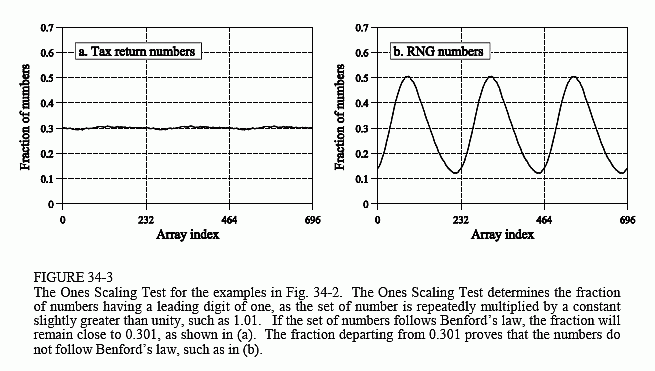 a. Tax return numbers
Fraction of numbers
0.7
0.6
0.5
0.4
0.3
0.2
0.1
0
0 232 464 696
Array index
b. RNG numbers
Fraction of numbers
0.7
0.6
0.5
0.4
0.3
0.2
0.1
0
0 232 464 696
Array index
FIGURE 34-3
The Ones Scaling Test for the examples in Fig. 34-2. The Ones Scaling Test determines the fraction
of numbers having a leading digit of one, as the set of number is repeatedly multiplied by a constant
slightly greater than unity, such as 1.01. If the set of numbers follows Benford's law, the fraction will
remain close to 0.301, as shown in (a). The fraction departing from 0.301 proves that the numbers do
not follow Benford's law, such as in (b).